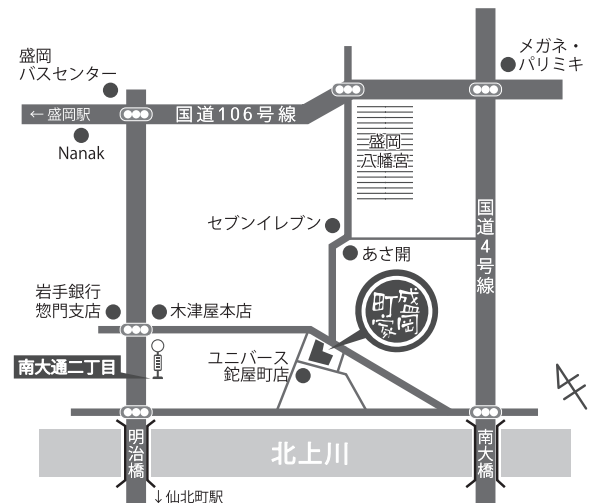 盛岡
バスセンター
メガネ・
パリミキ
← 盛岡駅
国道106号線
Nanak
盛岡
八幡宮
セブンイレブン
国道4号線
あさ開
岩手銀行
惣門支店
木津屋本店
盛岡
町家
ユニバース
鉈屋町店
南大通二丁目
明治橋
北上川
南大橋
↓仙北町駅